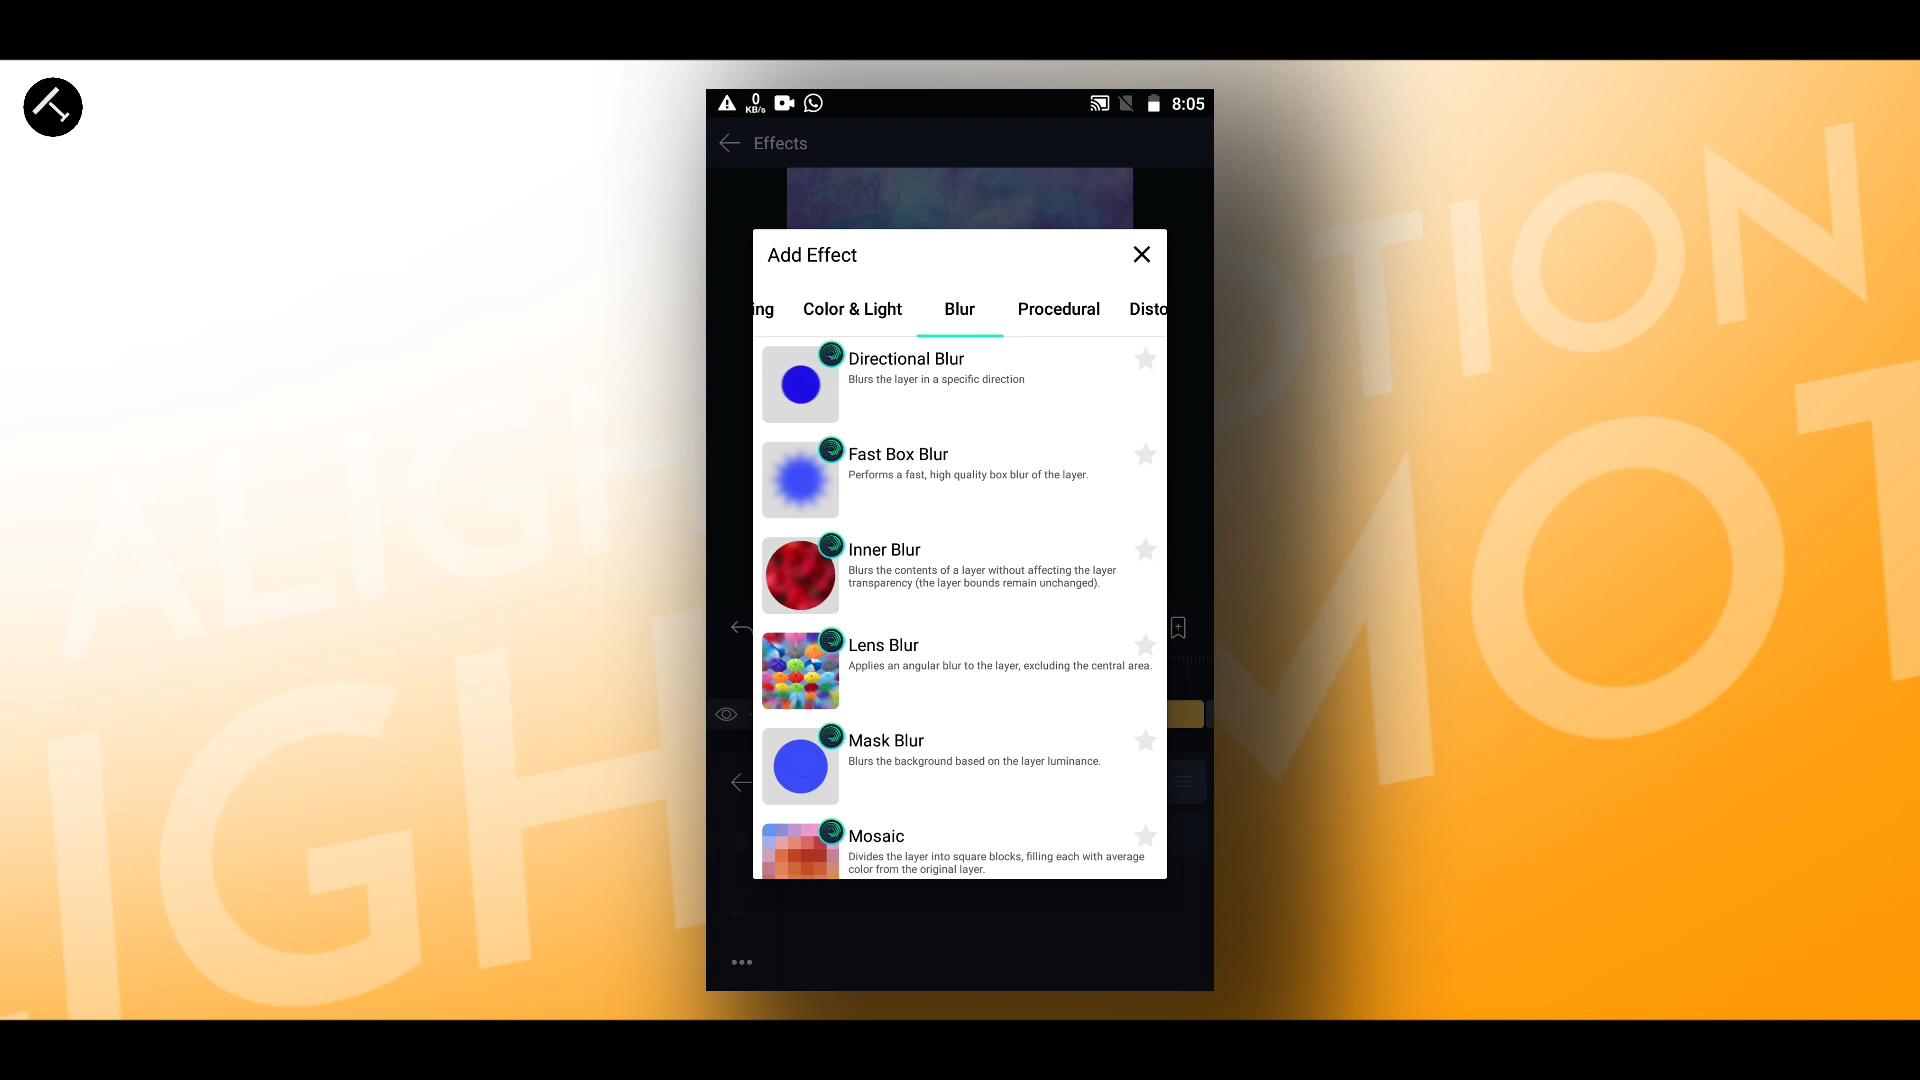 0
KB/s
8:05
Effects
Add Effect
ing Color & Light Blur Procedural Disto
Directional Blur
Blurs the layer in a specific direction
Fast Box Blur
Performs a fast, high quality box blur of the layer.
Inner Blur
Blurs the contents of a layer without affecting the layer
transparency (the layer bounds remain unchanged).
Lens Blur
Applies an angular blur to the layer, excluding the central area.
Mask Blur
Blurs the background based on the layer luminance.
Mosaic
Divides the layer into square blocks, filling each with average
color from the original layer.
ALIGH
OTION
IGH
MOT